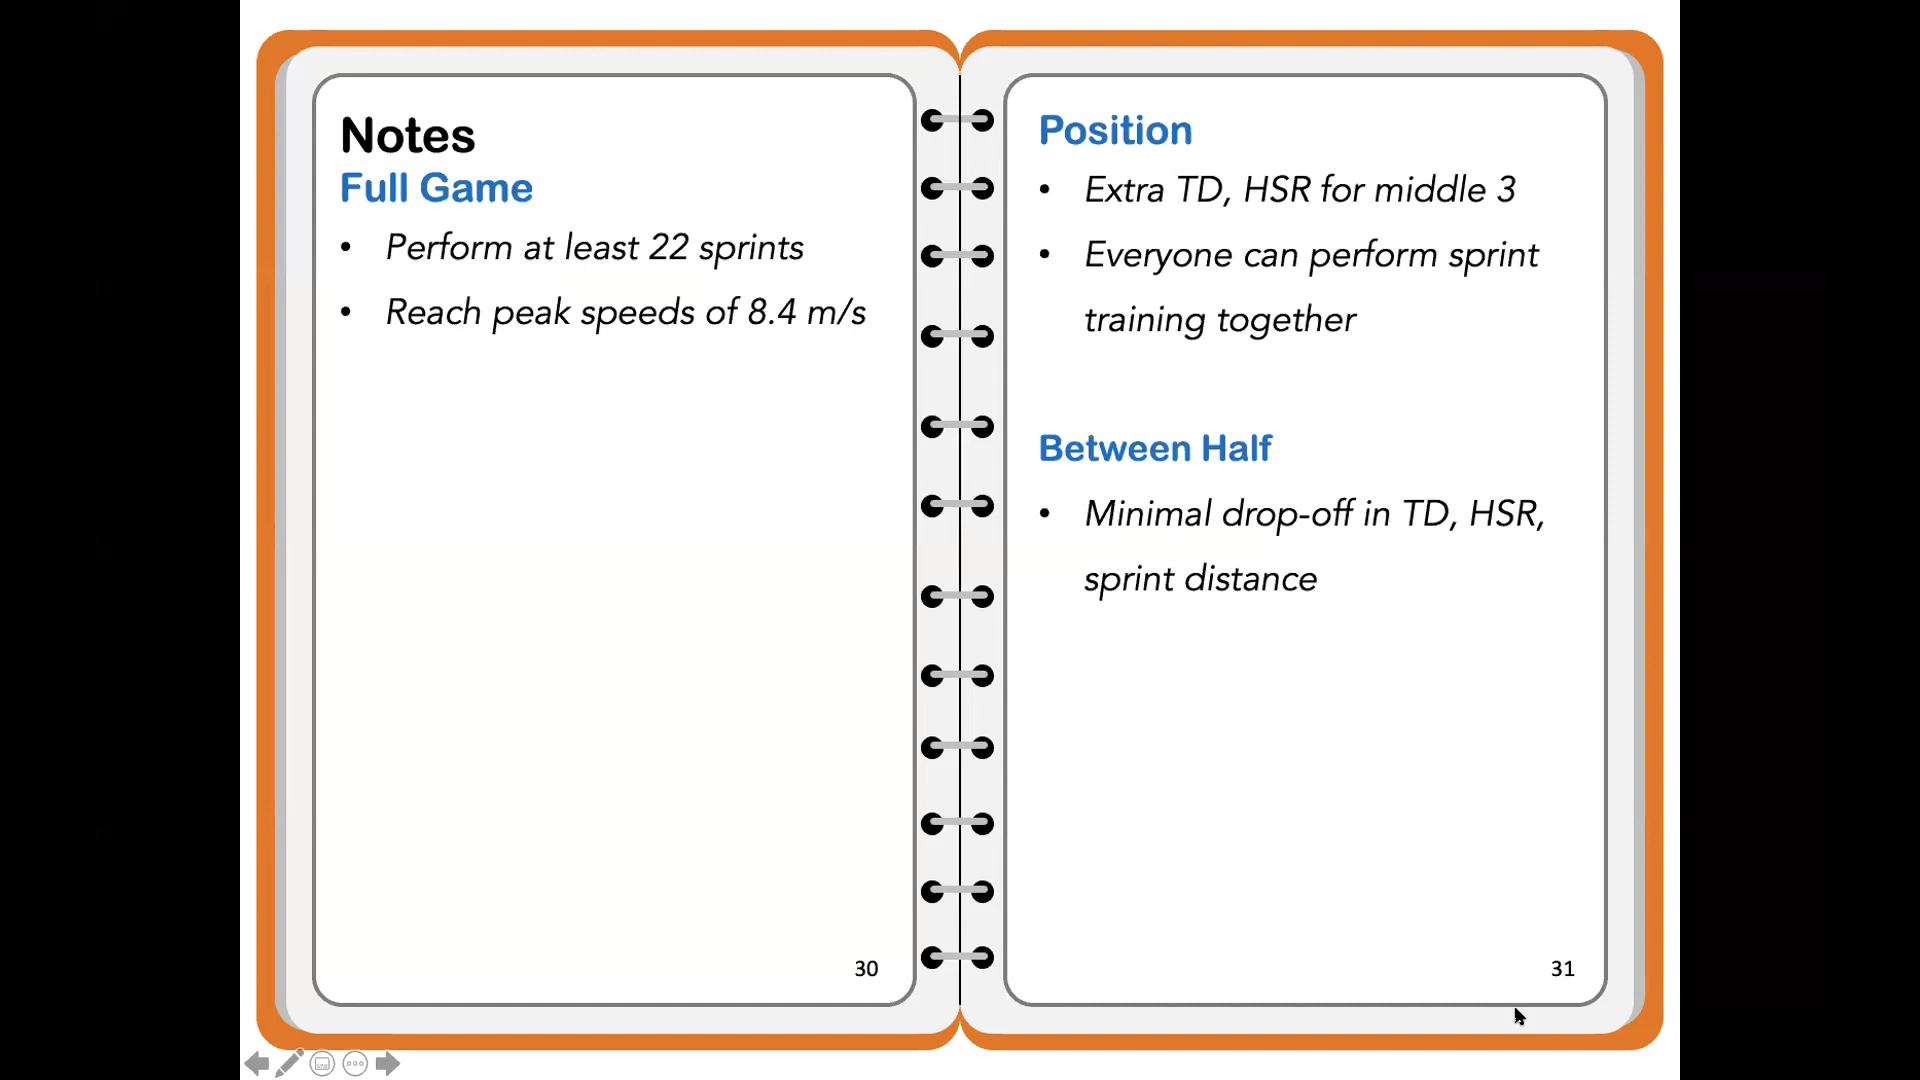 Notes
Full Game
• Perform at least 22 sprints
• Reach peak speeds of 8.4 m/s
30
Position
• Extra TD, HSR for middle 3
• Everyone can perform sprint
training together
Between Half
• Minimal drop-off in TD, HSR,
sprint distance
31